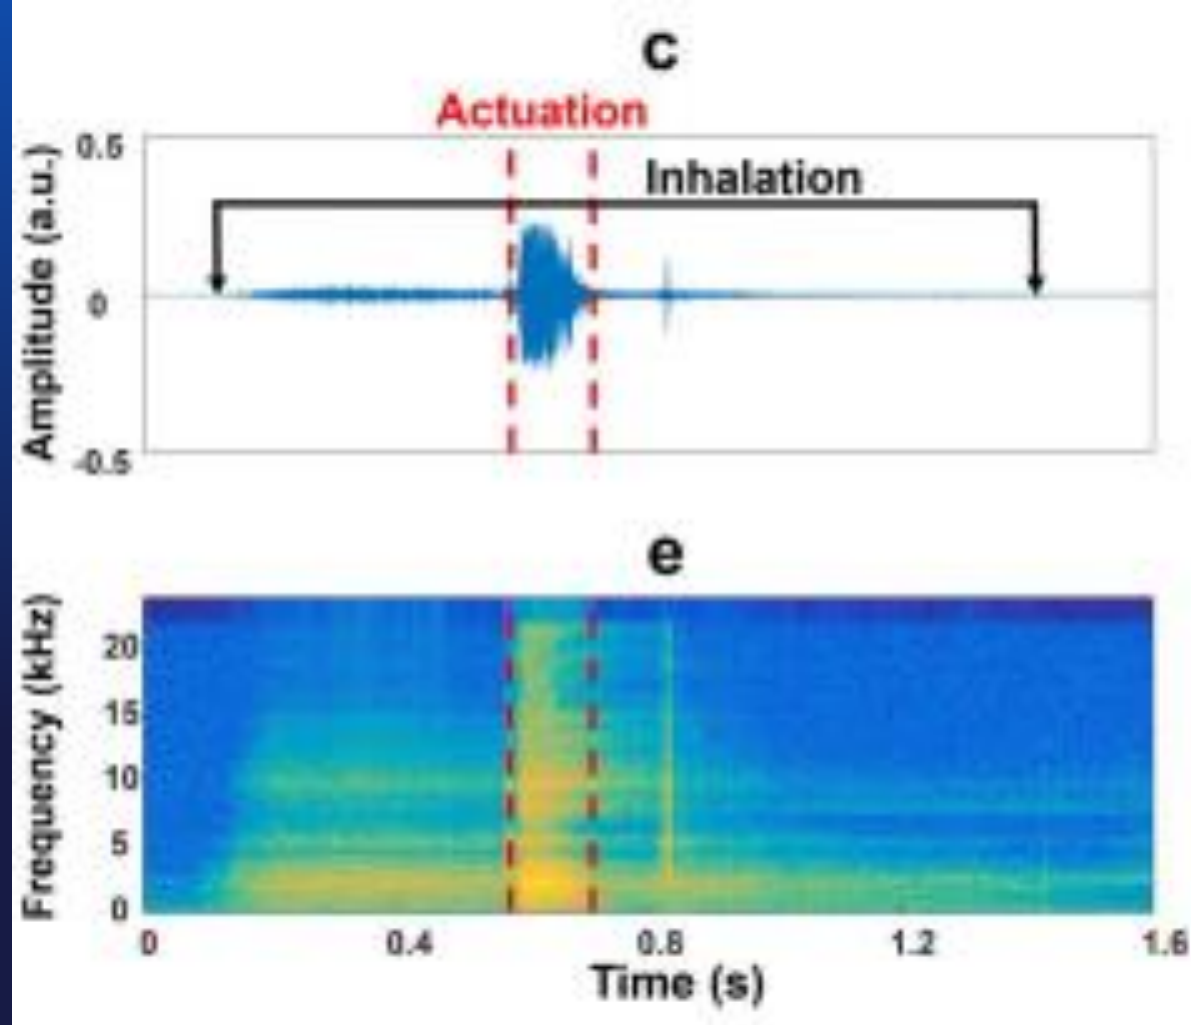 c
Actuation
0.5
Inhalation
Amplitude (a.u.)
0
-0.5
e
Frequency (kHz)
20
15
10
5
0
0 0.4 0.8 1.2 1.6
Time (s)